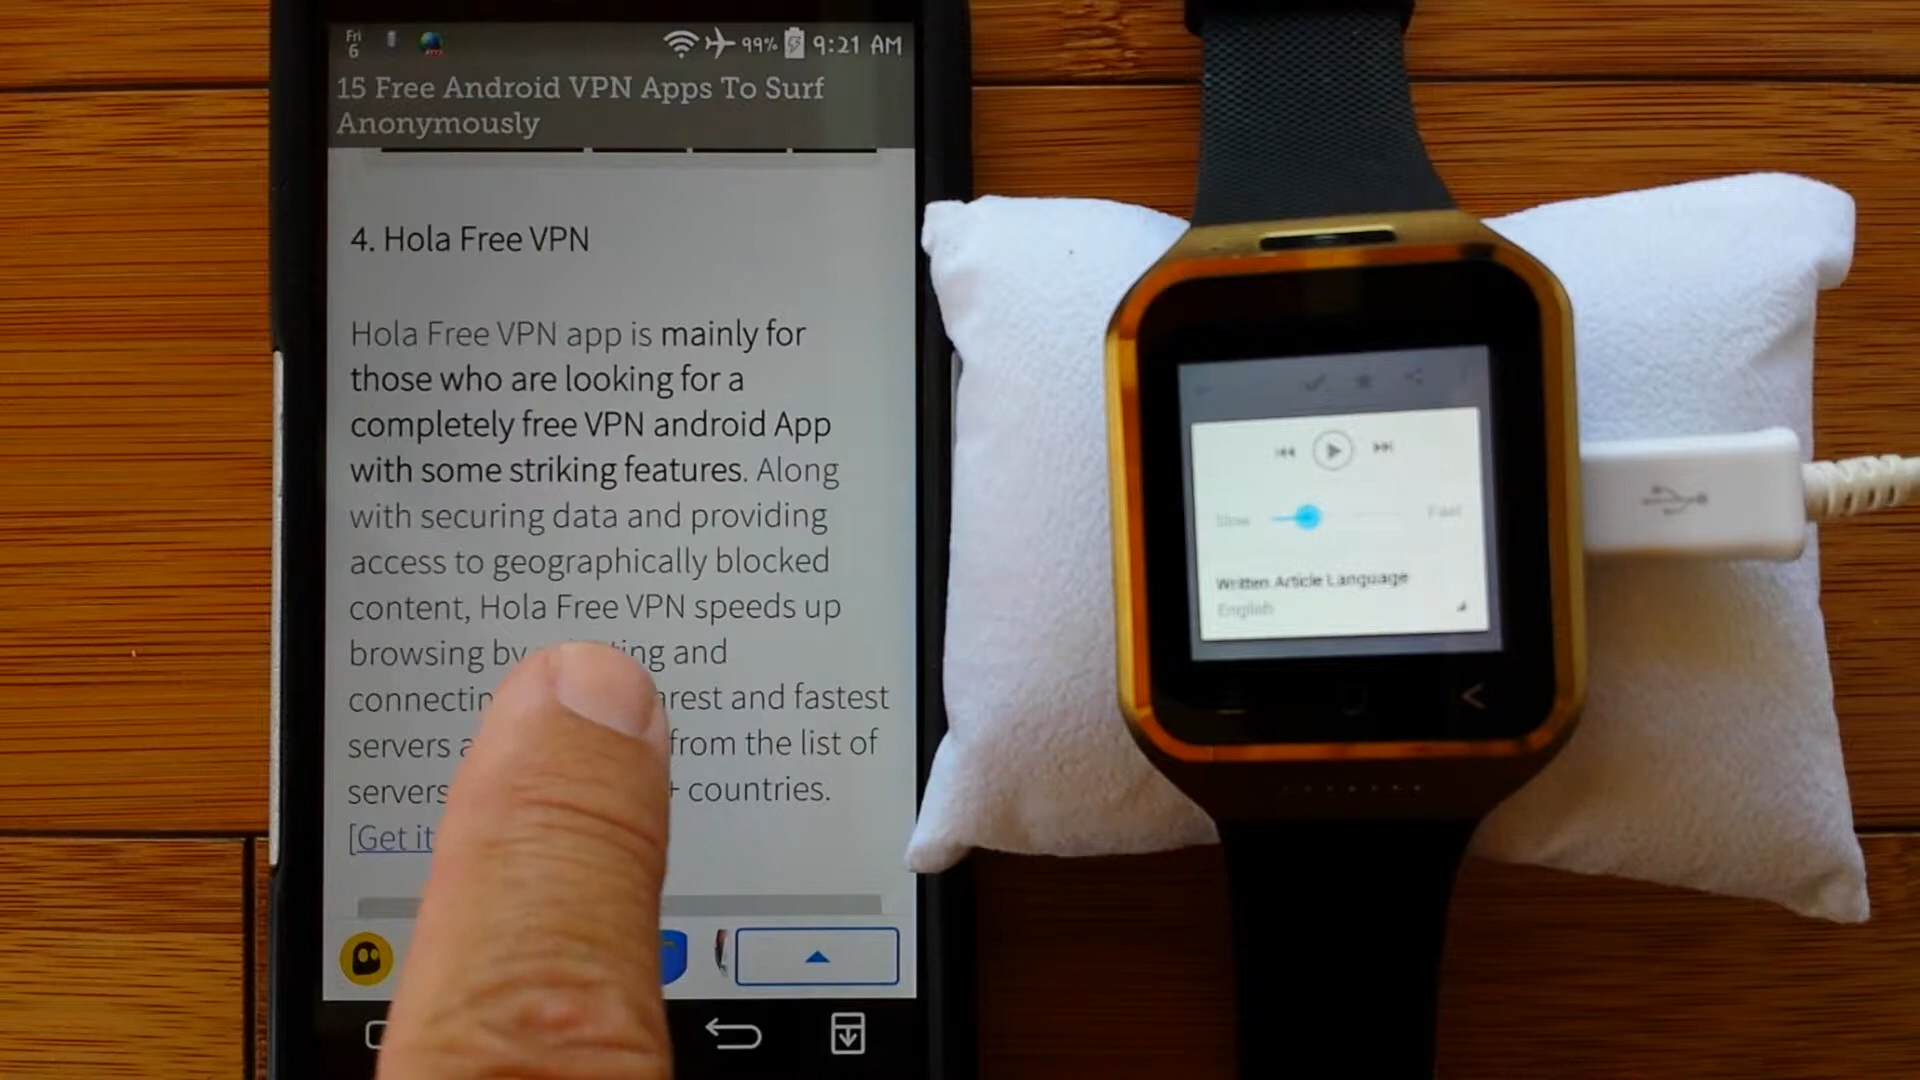 Fri
6
99%
9:21 AM
15 Free Android VPN Apps To Surf
Anonymously
4. Hola Free VPN
Hola Free VPN app is mainly for
those who are looking for a
completely free VPN android App
with some striking features. Along
with securing data and providing
access to geographically blocked
content, Hola Free VPN speeds up
browsing by and
and fastest
servers from the list of
servers countries.
[Get it
Slow
Fast
Written Article Language
English